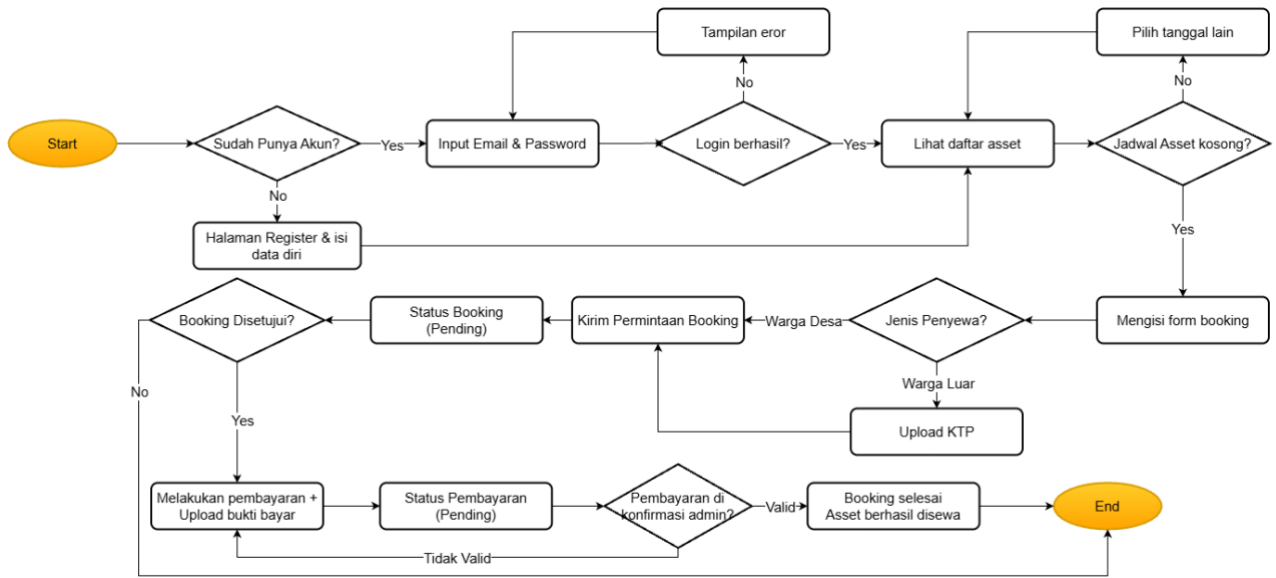 Tampilan eror
Pilih tanggal lain
No
No
Start
Sudah Punya Akun?
Yes
Input Email & Password
Login berhasil?
Yes
Lihat daftar asset
Jadwal Asset kosong?
No
Halaman Register & isi
data diri
Yes
Booking Disetujui?
Status Booking
(Pending)
Kirim Permintaan Booking
Warga Desa
Jenis Penyewa?
Mengisi form booking
No
Yes
Warga Luar
Upload KTP
Melakukan pembayaran +
Upload bukti bayar
Status Pembayaran
(Pending)
Pembayaran di
konfirmasi admin?
Valid
Booking selesai
Asset berhasil disewa
End
Tidak Valid